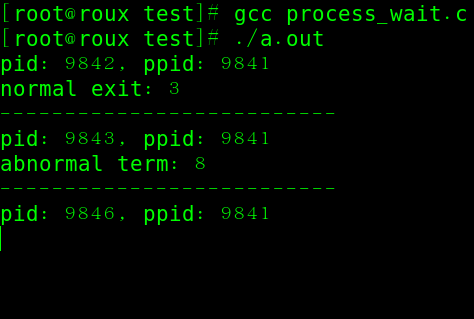 [root@roux test]# gcc process_wait.c
[root@roux test]# ./a.out
pid: 9842, ppid: 9841
normal exit: 3
--------------------------
pid: 9843, ppid: 9841
abnormal term: 8
--------------------------
pid: 9846, ppid: 9841